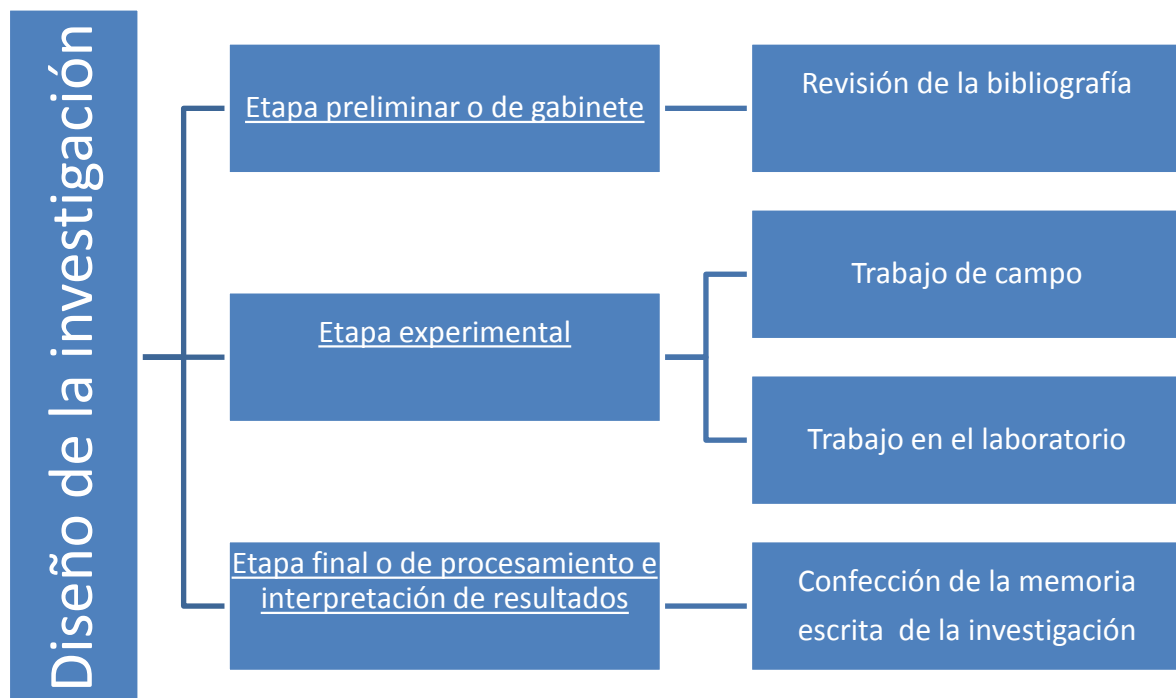 Diseño de la investigación
Etapa preliminar o de gabinete
Revisión de la bibliografía
Etapa experimental
Trabajo de campo
Trabajo en el laboratorio
Etapa final o de procesamiento e
interpretación de resultados
Confección de la memoria
escrita de la investigación